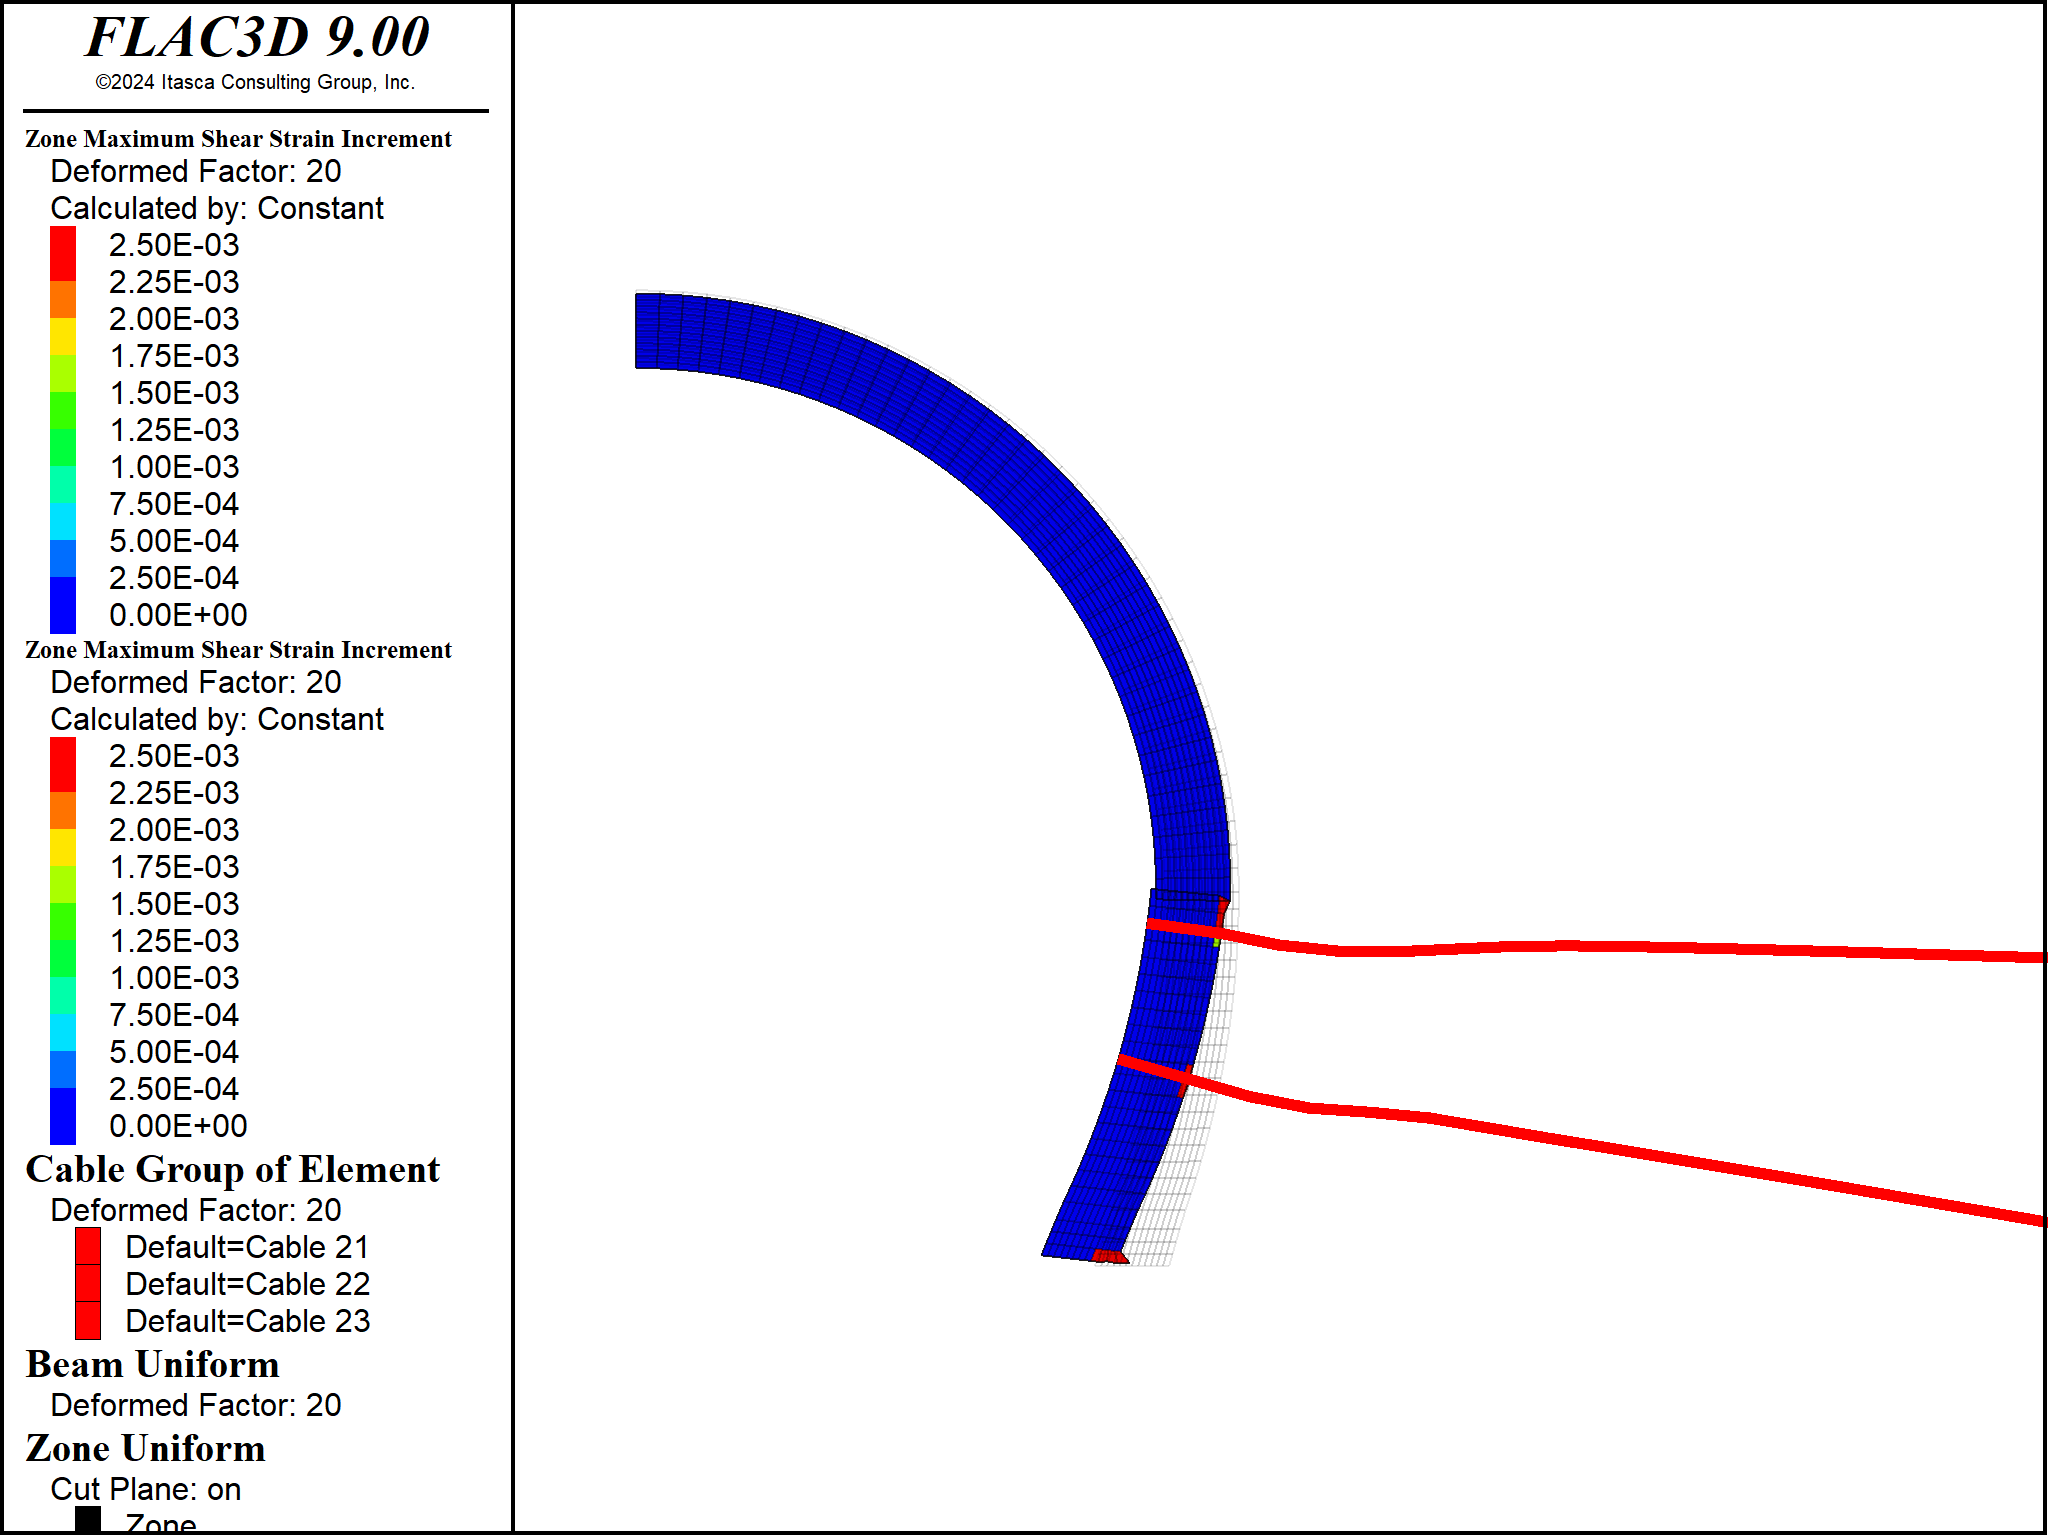 FLAC3D 9.00
©2024 Itasca Consulting Group, Inc.
Zone Maximum Shear Strain Increment
Deformed Factor: 20
Calculated by: Constant
2.50E-03
2.25E-03
2.00E-03
1.75E-03
1.50E-03
1.25E-03
1.00E-03
7.50E-04
5.00E-04
2.50E-04
0.00E+00
Zone Maximum Shear Strain Increment
Deformed Factor: 20
Calculated by: Constant
2.50E-03
2.25E-03
2.00E-03
1.75E-03
1.50E-03
1.25E-03
1.00E-03
7.50E-04
5.00E-04
2.50E-04
0.00E+00
Cable Group of Element
Deformed Factor: 20
Default=Cable 21
Default=Cable 22
Default=Cable 23
Beam Uniform
Deformed Factor: 20
Zone Uniform
Cut Plane: on
Zone